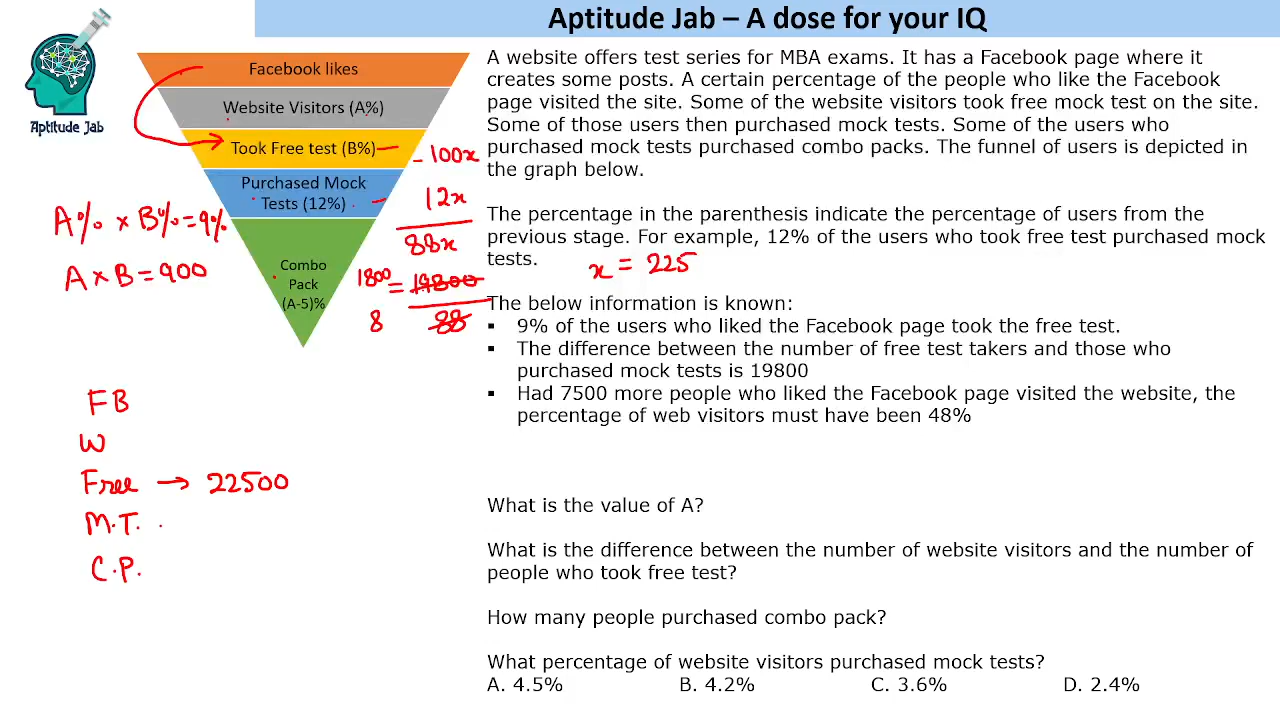 Aptitude Jab – A dose for your IQ
Aptitude Jab
Facebook likes
Website Visitors (A%)
Took Free test (B%)
Purchased Mock
Tests (12%)
Combo
Pack
(A-5)%
- 100x
12x
88x
1800 = 19800
8 88
A% x B% = 9%
A x B = 900
FB
W
Free → 22500
M.T.
C.P.
A website offers test series for MBA exams. It has a Facebook page where it
creates some posts. A certain percentage of the people who like the Facebook
page visited the site. Some of the website visitors took free mock test on the site.
Some of those users then purchased mock tests. Some of the users who
purchased mock tests purchased combo packs. The funnel of users is depicted in
the graph below.
The percentage in the parenthesis indicate the percentage of users from the
previous stage. For example, 12% of the users who took free test purchased mock
tests.
x = 225
The below information is known:
▪ 9% of the users who liked the Facebook page took the free test.
▪ The difference between the number of free test takers and those who
purchased mock tests is 19800
▪ Had 7500 more people who liked the Facebook page visited the website, the
percentage of web visitors must have been 48%
What is the value of A?
What is the difference between the number of website visitors and the number of
people who took free test?
How many people purchased combo pack?
What percentage of website visitors purchased mock tests?
A. 4.5% B. 4.2% C. 3.6% D. 2.4%